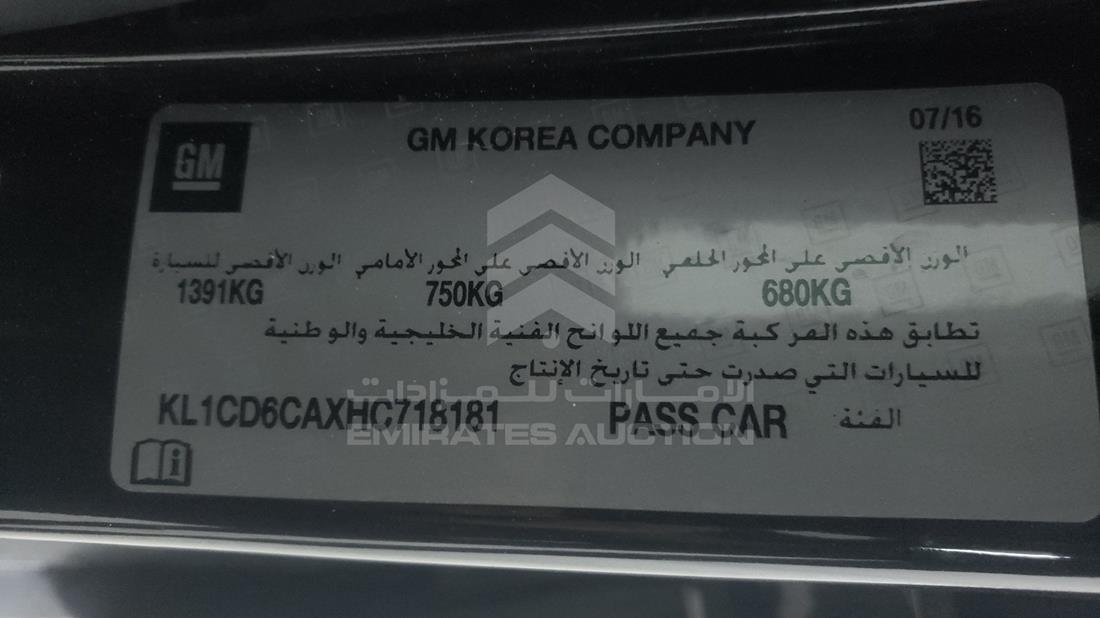 07/16
GM
GM KOREA COMPANY
الوزن الأقصى على المحور الخلفي الوزن الأقصى على المحور الأمامي الوزن الأقصى للسيارة
1391KG 750KG 680KG
تطابق هذه المركبة جميع اللوائح الفنية الخليجية والوطنية
للسيارات التي صدرت حتى تاريخ الإنتاج
الإمارات للمزادات
KL1CD6CAXHC718181 PASS CAR الفئة
EMIRATES AUCTION